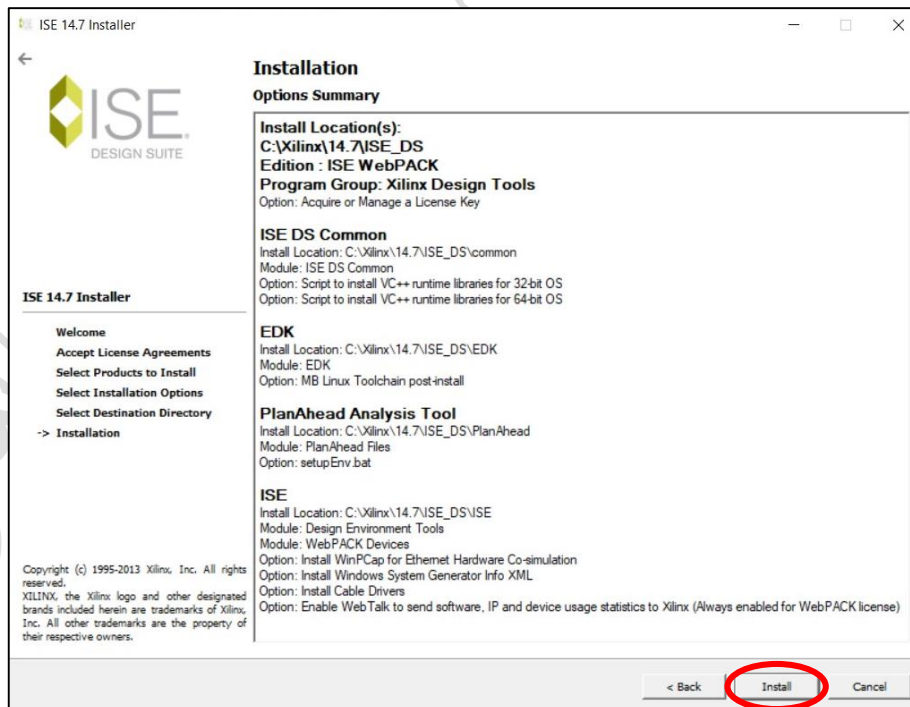 ISE 14.7 Installer
ISE.
DESIGN SUITE
ISE 14.7 Installer
Welcome
Accept License Agreements
Select Products to Install
Select Installation Options
Select Destination Directory
-> Installation
Copyright (c) 1995-2013 Xilinx, Inc. All rights
reserved.
XILINX, the Xilinx logo and other designated
brands included herein are trademarks of Xilinx,
Inc. All other trademarks are the property of
their respective owners.
Installation
Options Summary
Install Location(s):
C:\Xilinx\14.7\ISE_DS
Edition : ISE WebPACK
Program Group: Xilinx Design Tools
Option: Acquire or Manage a License Key
ISE DS Common
Install Location: C:\Xilinx\14.7\ISE_DS\common
Module: ISE DS Common
Option: Script to install VC++ runtime libraries for 32-bit OS
Option: Script to install VC++ runtime libraries for 64-bit OS
EDK
Install Location: C:\Xilinx\14.7\ISE_DS\EDK
Module: EDK
Option: MB Linux Toolchain post-install
PlanAhead Analysis Tool
Install Location: C:\Xilinx\14.7\ISE_DS\PlanAhead
Module: PlanAhead Files
Option: setupEnv.bat
ISE
Install Location: C:\Xilinx\14.7\ISE_DS\ISE
Module: Design Environment Tools
Module: WebPACK Devices
Option: Install WinPCap for Ethernet Hardware Co-simulation
Option: Install Windows System Generator Info XML
Option: Install Cable Drivers
Option: Enable WebTalk to send software, IP and device usage statistics to Xilinx (Always enabled for WebPACK license)
< Back
Install
Cancel